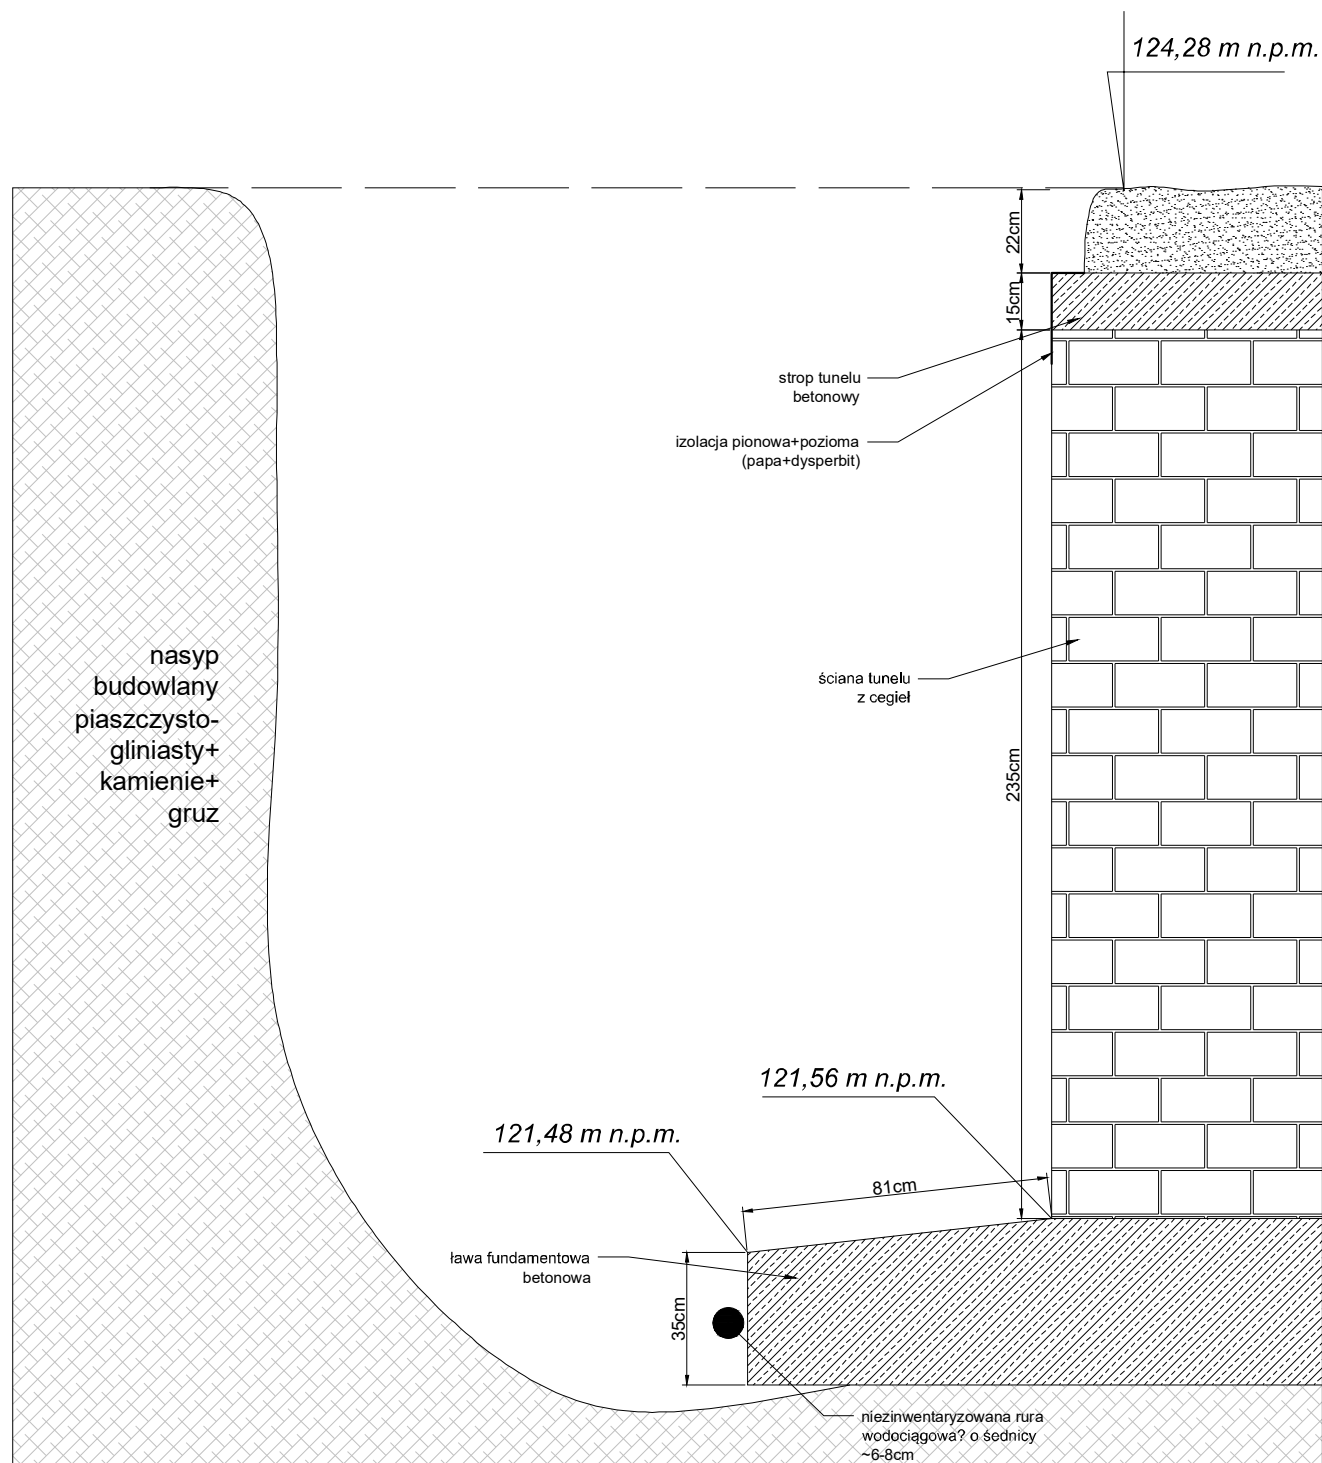 124,28 m n.p.m.
22cm
15cm
strop tunelu
betonowy
izolacja pionowa+pozioma
(papa+dysperbit)
nasyp
budowlany
piaszczysto-
gliniasty+
kamienie+
gruz
ściana tunelu
z cegieł
235cm
121,56 m n.p.m.
121,48 m n.p.m.
81cm
ława fundamentowa
betonowa
35cm
niezinwentaryzowana rura
wodociągowa? o śednicy
~6-8cm